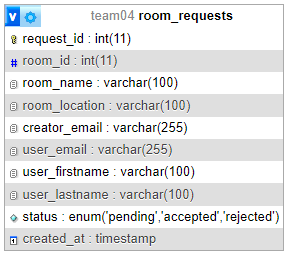 v team04 room_requests
request_id : int(11)
# room_id : int(11)
room_name : varchar(100)
room_location : varchar(100)
creator_email : varchar(255)
user_email : varchar(255)
user_firstname : varchar(100)
user_lastname : varchar(100)
status : enum('pending','accepted','rejected')
created_at : timestamp